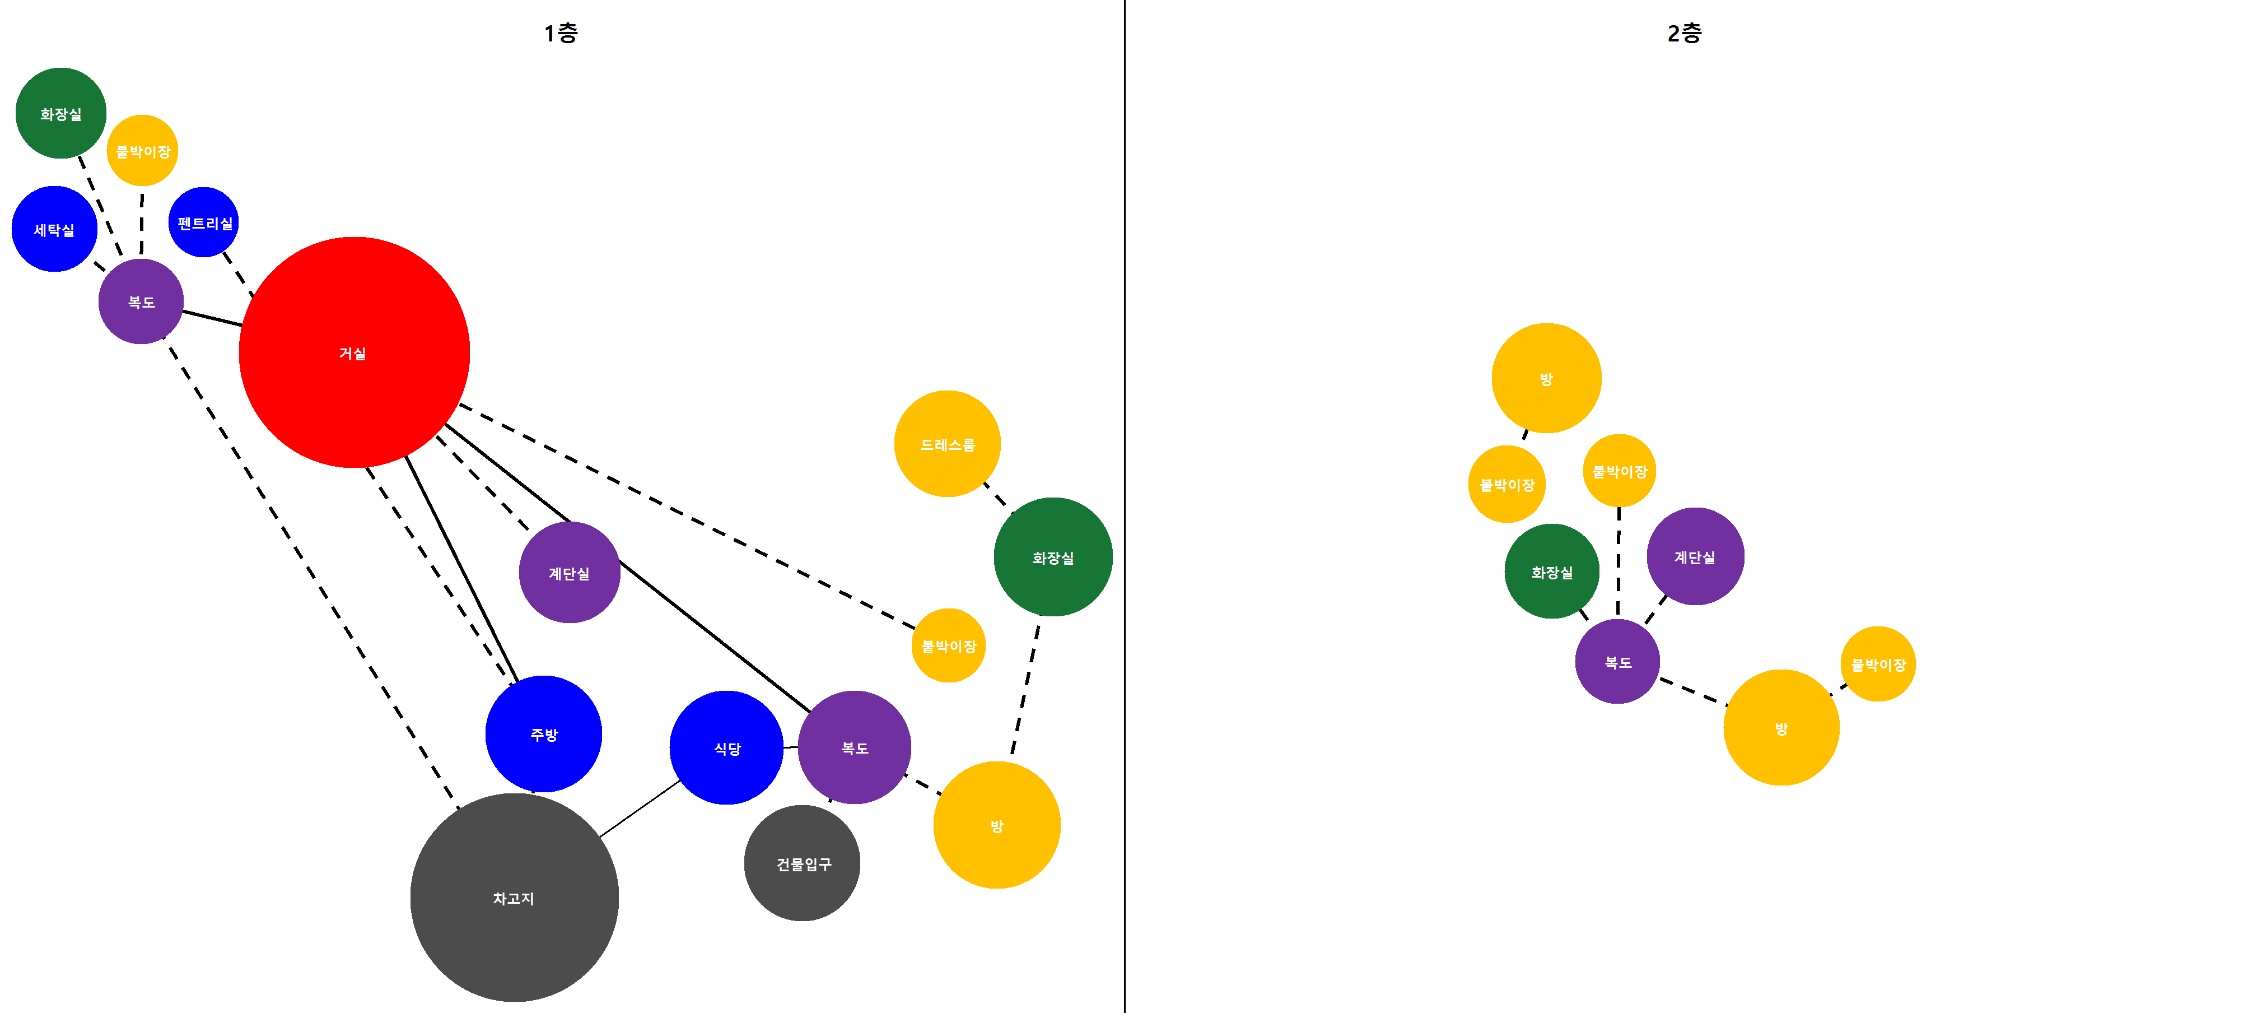 1층
화장실
붙박이장
세탁실
펜트리실
복도
거실
드레스룸
화장실
계단실
붙박이장
주방
식당
복도
방
건물입구
차고지
2층
방
붙박이장
붙박이장
화장실
계단실
복도
방
붙박이장